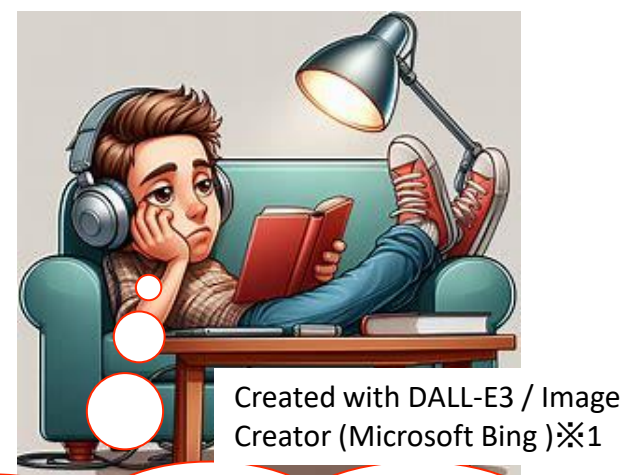 Created with DALL-E3 / Image
Creator (Microsoft Bing )※1